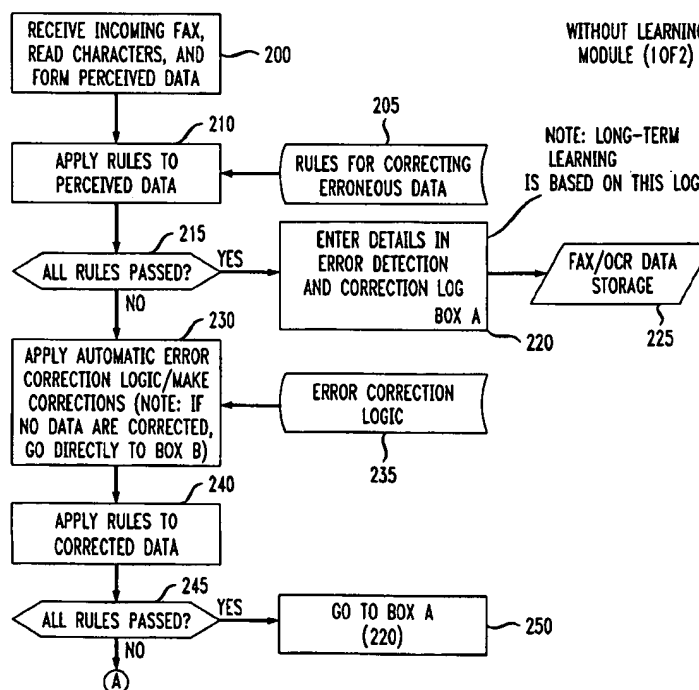 RECEIVE INCOMING FAX,
READ CHARACTERS, AND
FORM PERCEIVED DATA
200
WITHOUT LEARNING
MODULE (1OF2)
210
APPLY RULES TO
PERCEIVED DATA
205
RULES FOR CORRECTING
ERRONEOUS DATA
NOTE: LONG-TERM
LEARNING
IS BASED ON THIS LOG
215
ALL RULES PASSED?
YES
NO
ENTER DETAILS IN
ERROR DETECTION
AND CORRECTION LOG
BOX A
220
FAX/OCR DATA
STORAGE
225
230
APPLY AUTOMATIC ERROR
CORRECTION LOGIC/MAKE
CORRECTIONS (NOTE: IF
NO DATA ARE CORRECTED,
GO DIRECTLY TO BOX B)
ERROR CORRECTION
LOGIC
235
240
APPLY RULES TO
CORRECTED DATA
245
ALL RULES PASSED?
YES
NO
GO TO BOX A
(220)
250
A